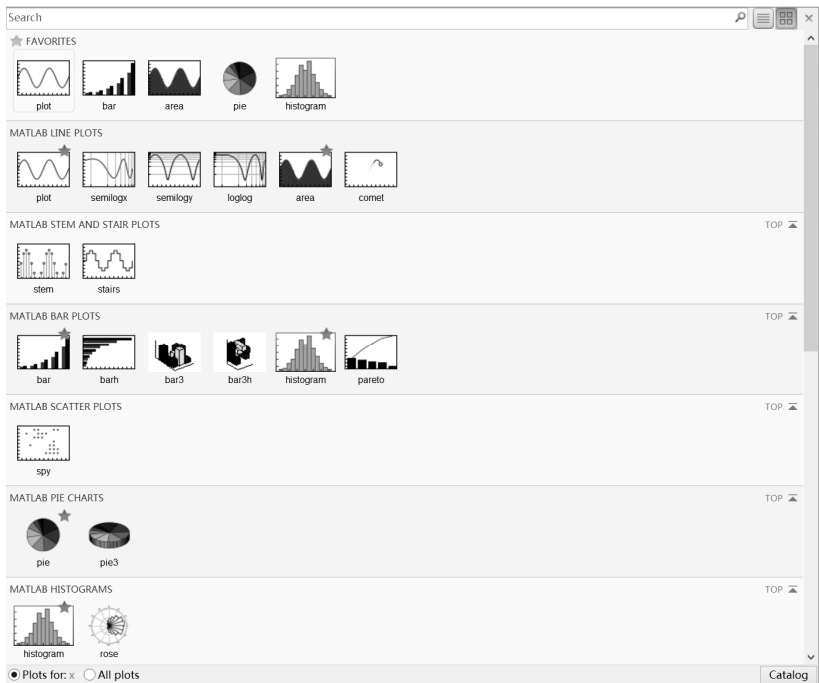 Search
FAVORITES
plot bar area pie histogram
MATLAB LINE PLOTS
plot semilogx semilogy loglog area comet
MATLAB STEM AND STAIR PLOTS TOP
stem stairs
MATLAB BAR PLOTS TOP
bar barh bar3 bar3h histogram pareto
MATLAB SCATTER PLOTS TOP
spy
MATLAB PIE CHARTS TOP
pie pie3
MATLAB HISTOGRAMS TOP
histogram rose
Plots for: x All plots Catalog